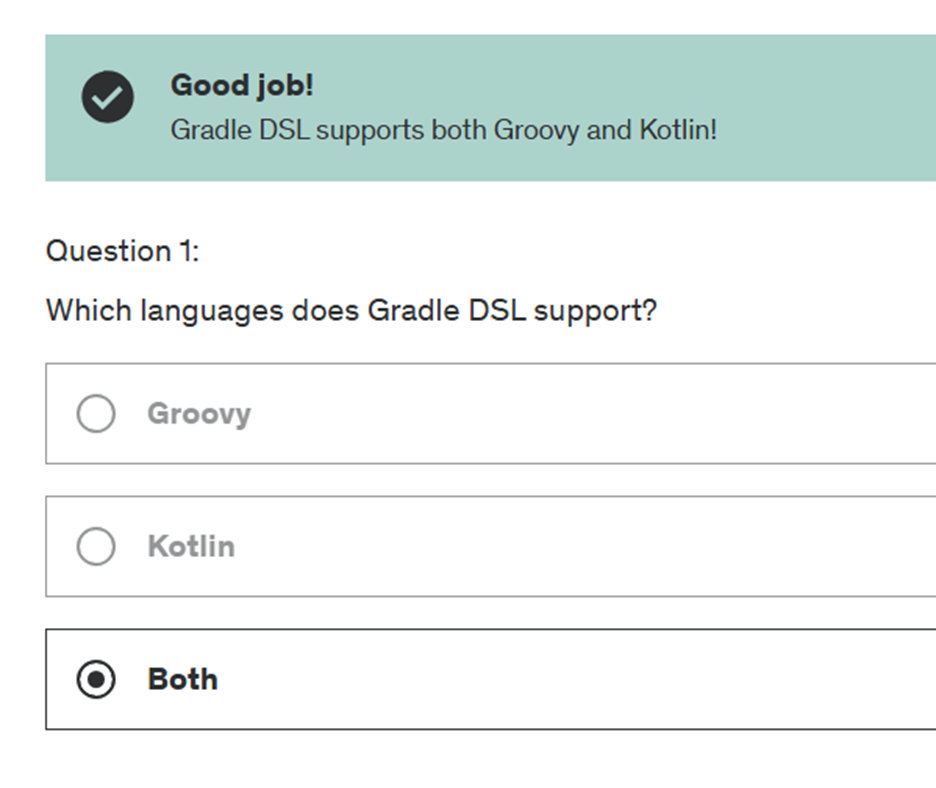 Good job!
Gradle DSL supports both Groovy and Kotlin!
Question 1:
Which languages does Gradle DSL support?
Groovy
Kotlin
Both